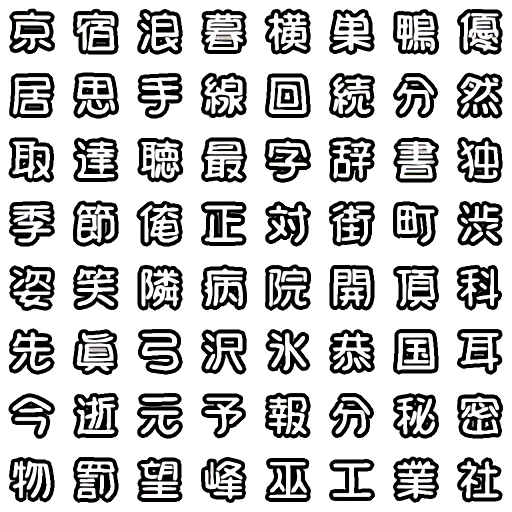 京宿浪暮横巣鴨優
居思手線回続分然
取達聴最字辞書独
季節俺正対街町渋
姿笑隣病院開頂科
先眞弓沢氷恭国耳
今逝元予報分秘密
物罰望峰巫工業社